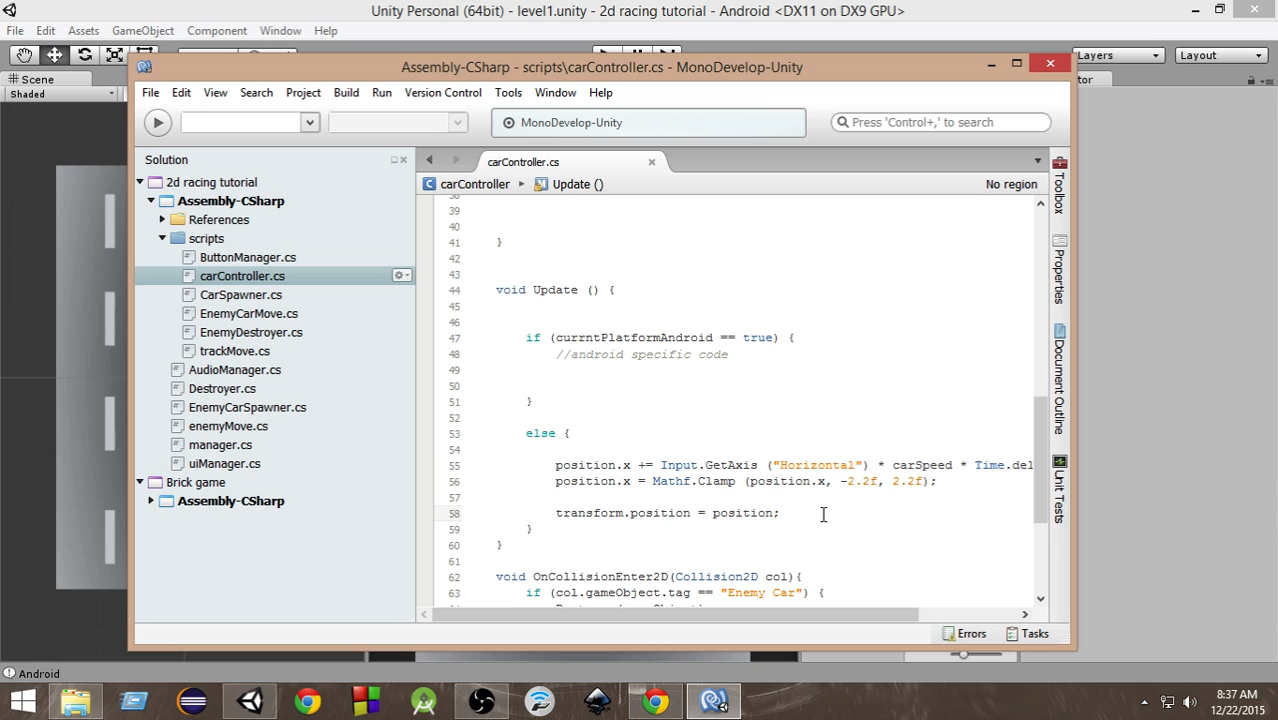 Unity Personal (64bit) - level1.unity - 2d racing tutorial - Android <DX11 on DX9 GPU>
File Edit Assets GameObject Component Window Help
Layers Layout
Scene
Shaded
tor
Assembly-CSharp - scripts\carController.cs - MonoDevelop-Unity
File Edit View Search Project Build Run Version Control Tools Window Help
MonoDevelop-Unity
Press 'Control+,' to search
Solution
carController.cs
carController Update () No region
2d racing tutorial
Assembly-CSharp
References
scripts
ButtonManager.cs
carController.cs
CarSpawner.cs
EnemyCarMove.cs
EnemyDestroyer.cs
trackMove.cs
AudioManager.cs
Destroyer.cs
EnemyCarSpawner.cs
enemyMove.cs
manager.cs
uiManager.cs
Brick game
Assembly-CSharp
39
40
41 }
42
43
44 void Update () {
45
46
47 if (currntPlatformAndroid == true) {
48 //android specific code
49
50
51 }
52
53 else {
54
55 position.x += Input.GetAxis ("Horizontal") * carSpeed * Time.del
56 position.x = Mathf.Clamp (position.x, -2.2f, 2.2f);
57
58 transform.position = position;
59 }
60 }
61
62 void OnCollisionEnter2D(Collision2D col){
63 if (col.gameObject.tag == "Enemy Car") {
Toolbox
Properties
Document Outline
Unit Tests
Errors Tasks
Android
8:37 AM
12/22/2015